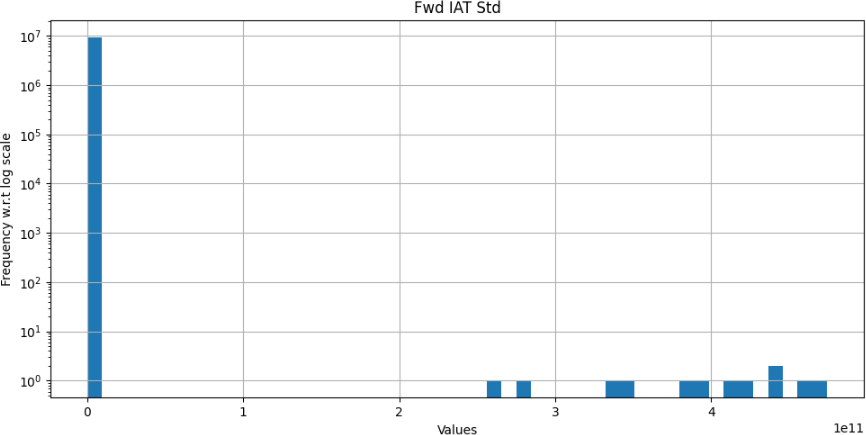 Fwd IAT Std
Frequency w.r.t log scale
10⁷
10⁶
10⁵
10⁴
10³
10²
10¹
10⁰
0 1 2 3 4
1e11
Values